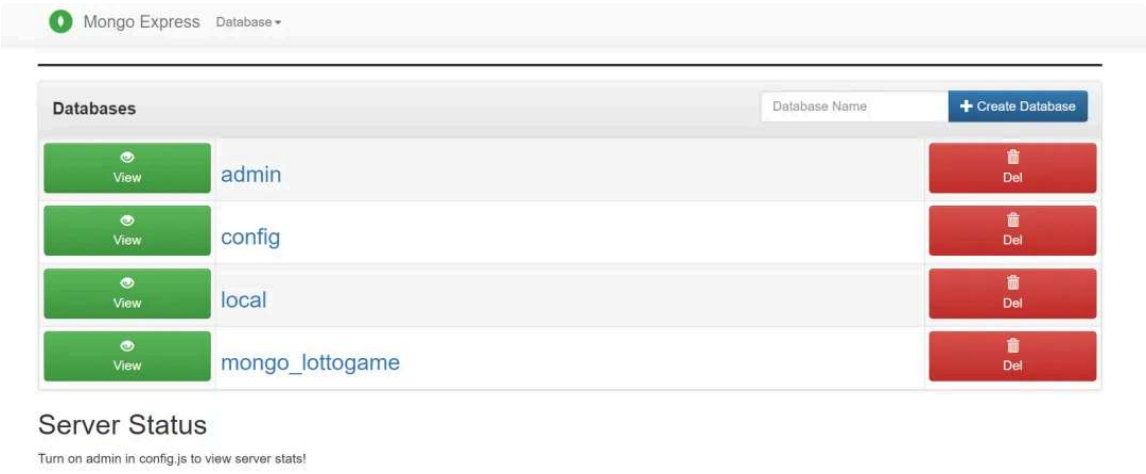 Mongo Express Database
Databases
Database Name
Create Database
View
admin
Del
View
config
Del
View
local
Del
View
mongo_lottogame
Del
Server Status
Turn on admin in config.js to view server stats!